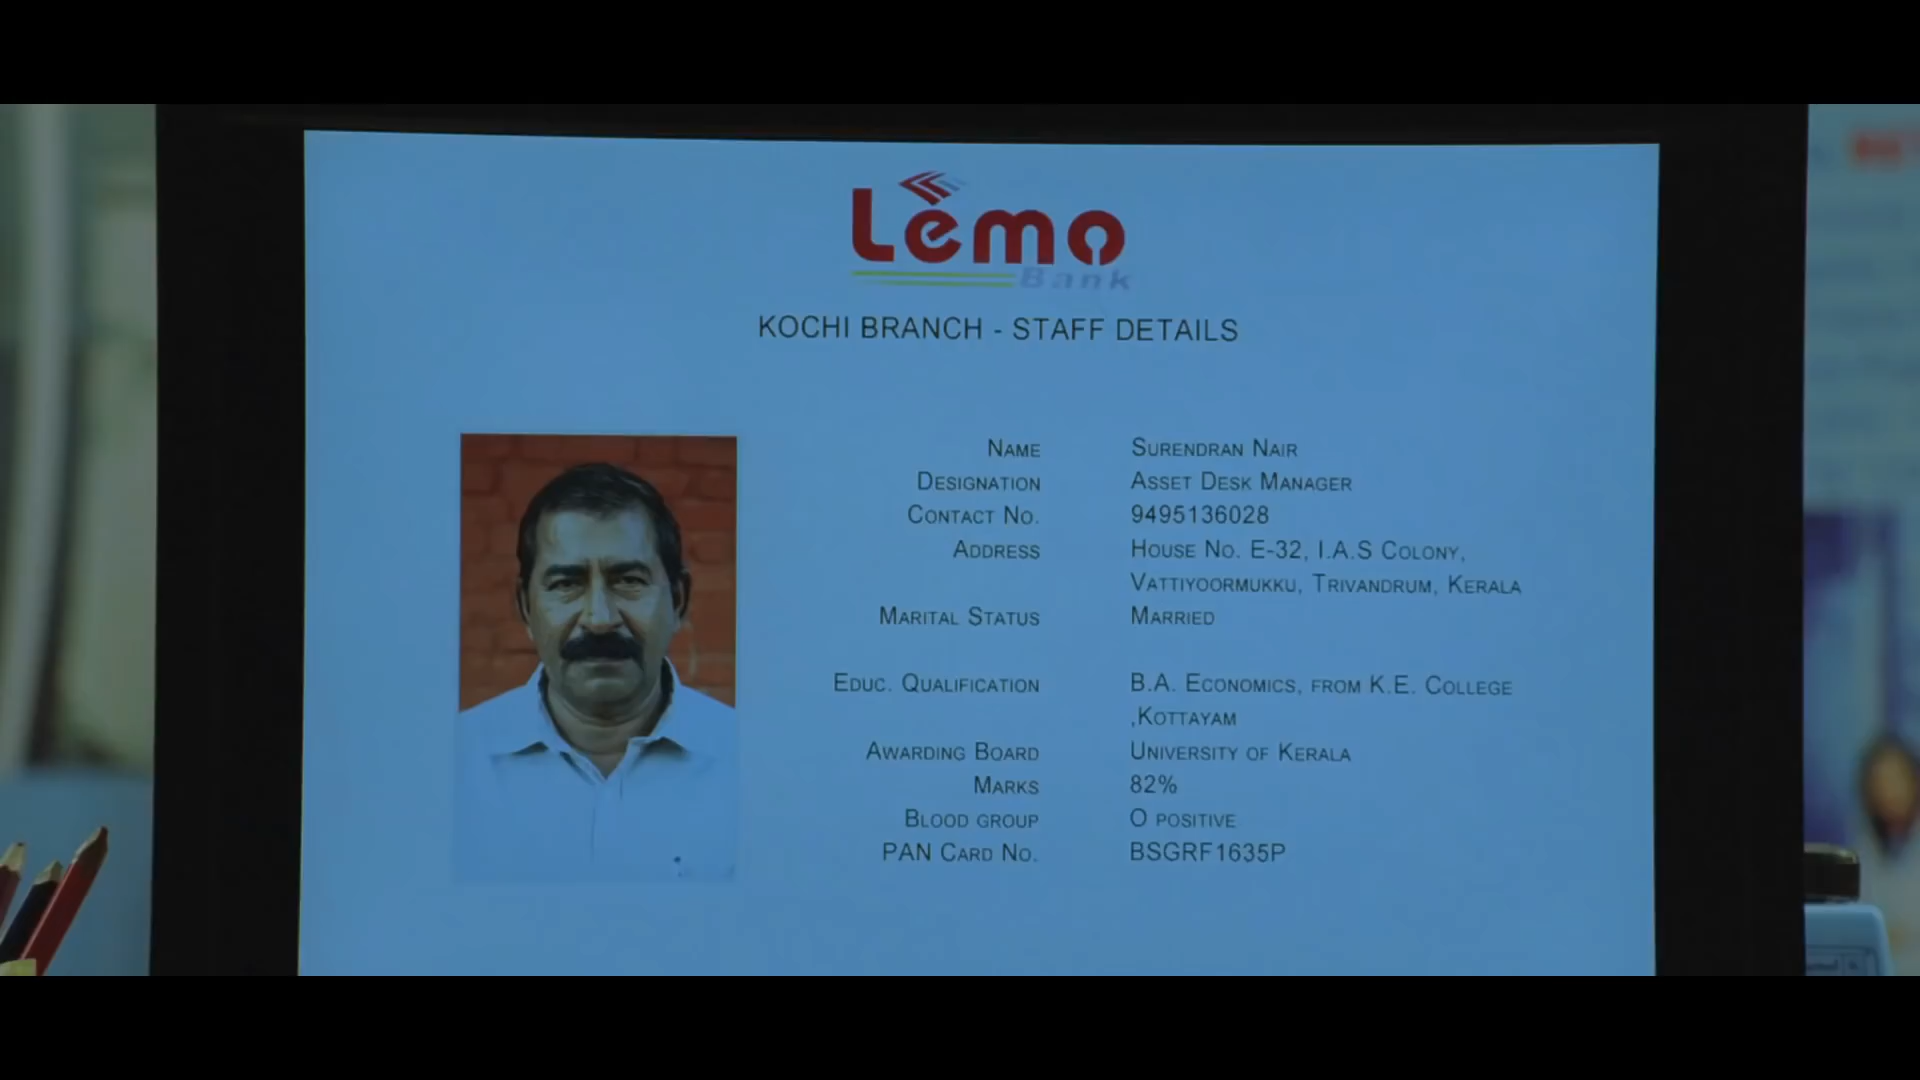 Lemo
Bank
KOCHI BRANCH - STAFF DETAILS
NAME SURENDRAN NAIR
DESIGNATION ASSET DESK MANAGER
CONTACT NO. 9495136028
ADDRESS HOUSE NO. E-32, I.A.S COLONY,
VATTIYOORMUKKU, TRIVANDRUM, KERALA
MARITAL STATUS MARRIED
EDUC. QUALIFICATION B.A. ECONOMICS, FROM K.E. COLLEGE
,KOTTAYAM
AWARDING BOARD UNIVERSITY OF KERALA
MARKS 82%
BLOOD GROUP O POSITIVE
PAN CARD NO. BSGRF1635P